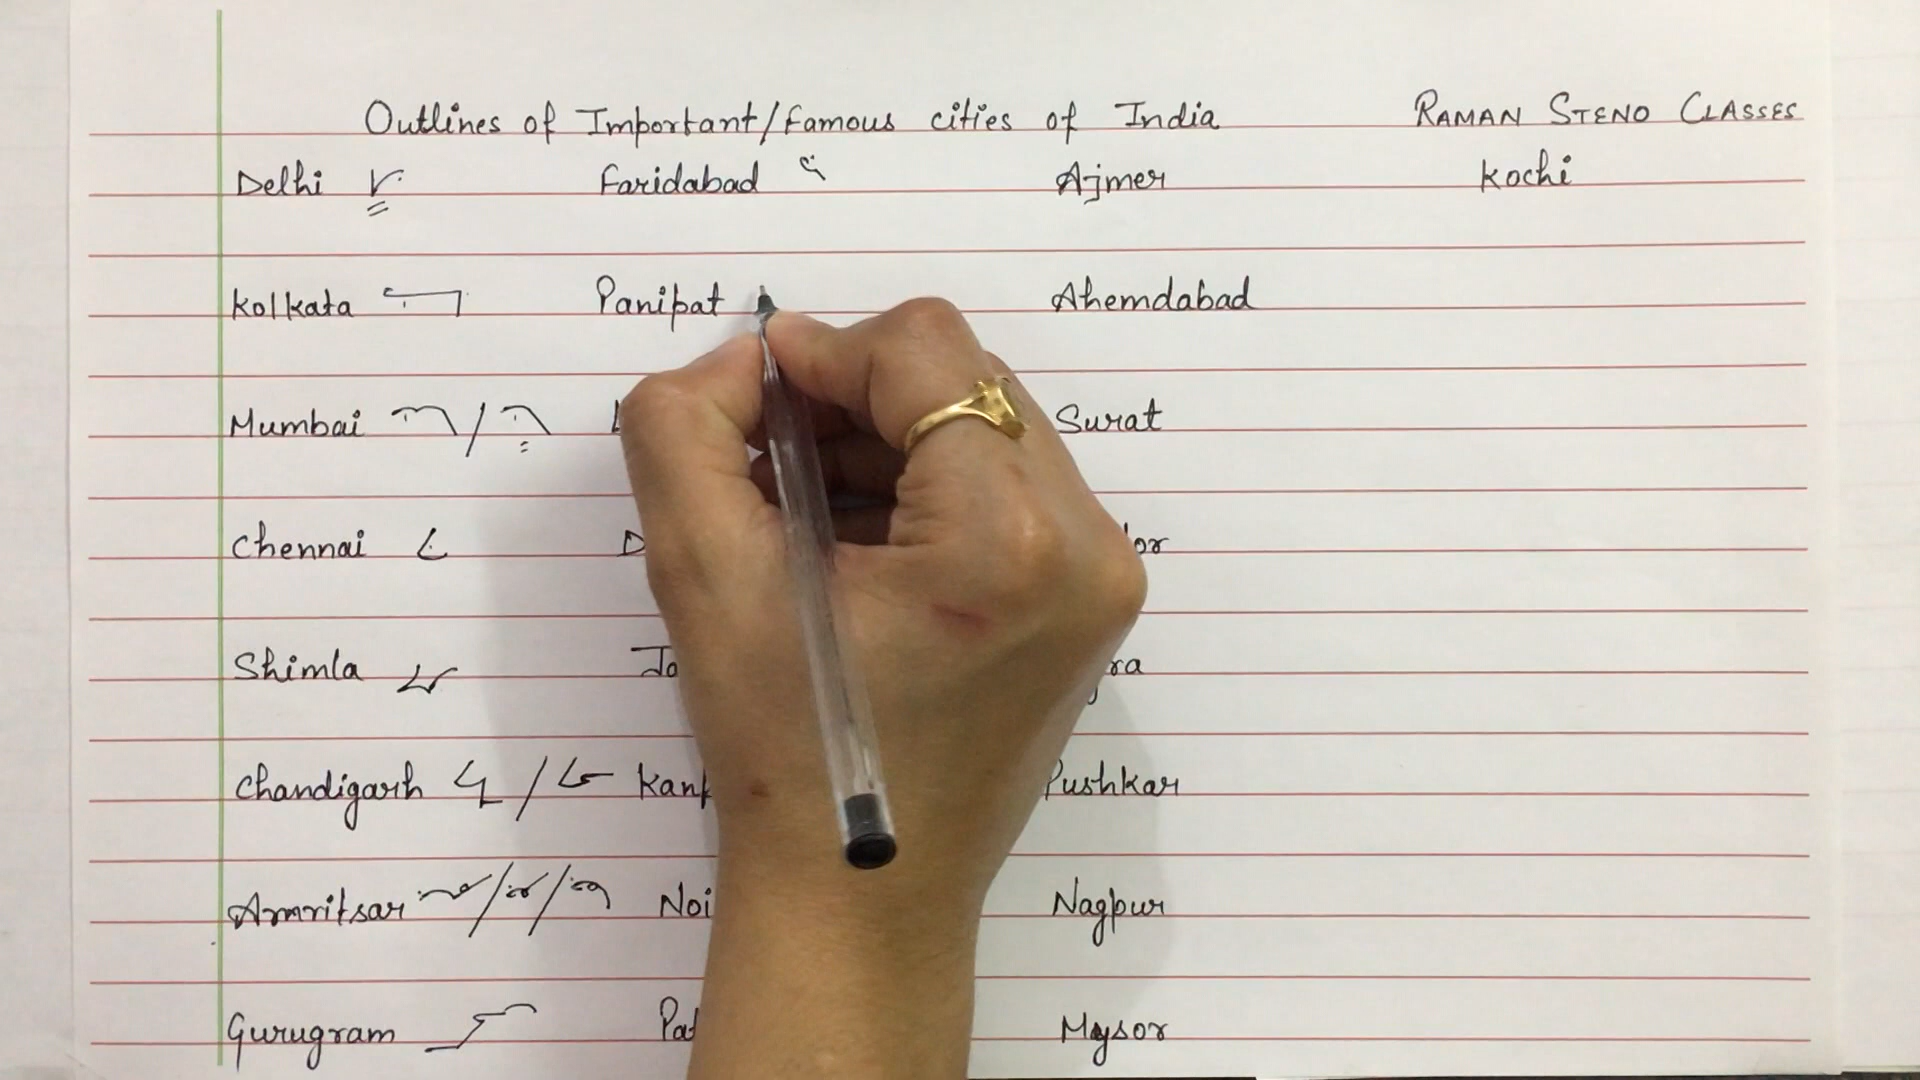 Outlines of Important/famous cities of India RAMAN STENO CLASSES
Delhi Faridabad Ajmer Kochi
Kolkata Panipat Ahemdabad
Mumbai Surat
Chennai
Shimla
Chandigarh Pushkar
Amritsar Nagpur
Gurugram Mysor